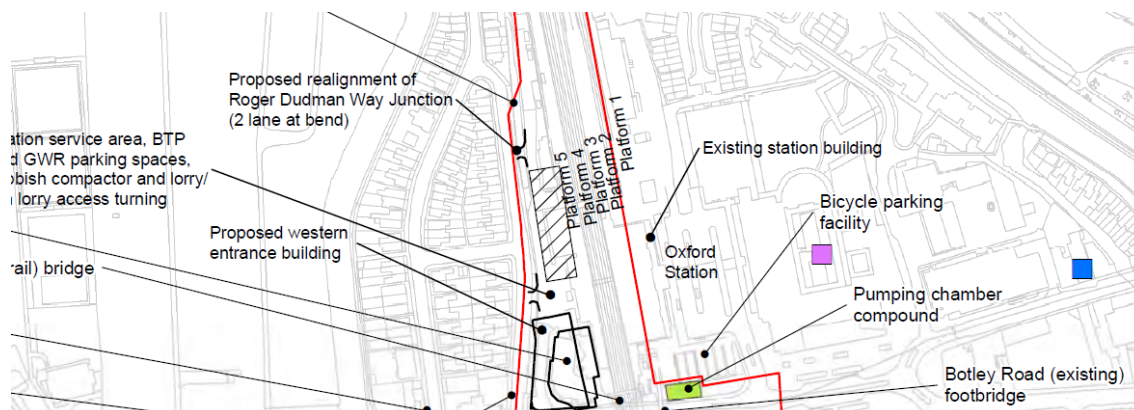 Proposed realignment of
Roger Dudman Way Junction
(2 lane at bend)
ation service area, BTP
d GWR parking spaces,
bbish compactor and lorry/
lorry access turning
Proposed western
entrance building
rail) bridge
Platform 5
Platform 4
Platform 3
Platform 2
Platform 1
Existing station building
Oxford
Station
Bicycle parking
facility
Pumping chamber
compound
Botley Road (existing)
footbridge